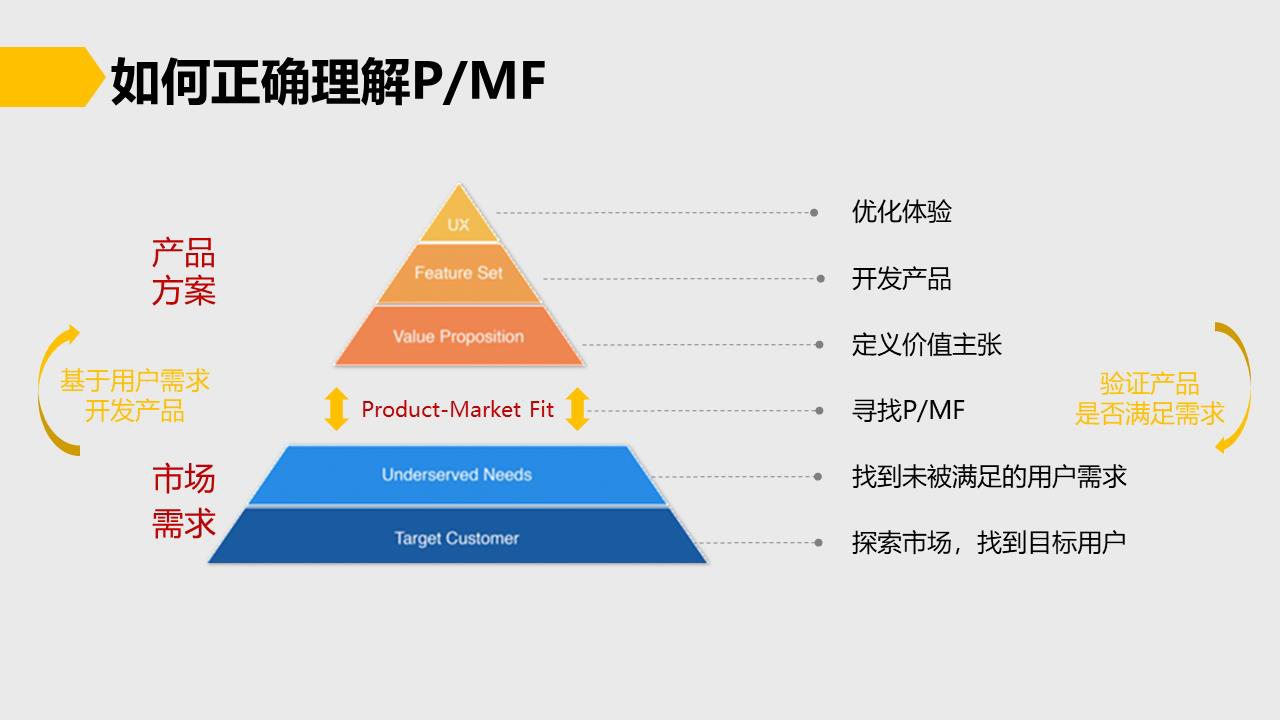 如何正确理解P/MF
产品
方案
UX
优化体验
Feature Set
开发产品
Value Proposition
定义价值主张
基于用户需求
开发产品
Product-Market Fit
寻找P/MF
验证产品
是否满足需求
市场
需求
Underserved Needs
找到未被满足的用户需求
Target Customer
探索市场，找到目标用户